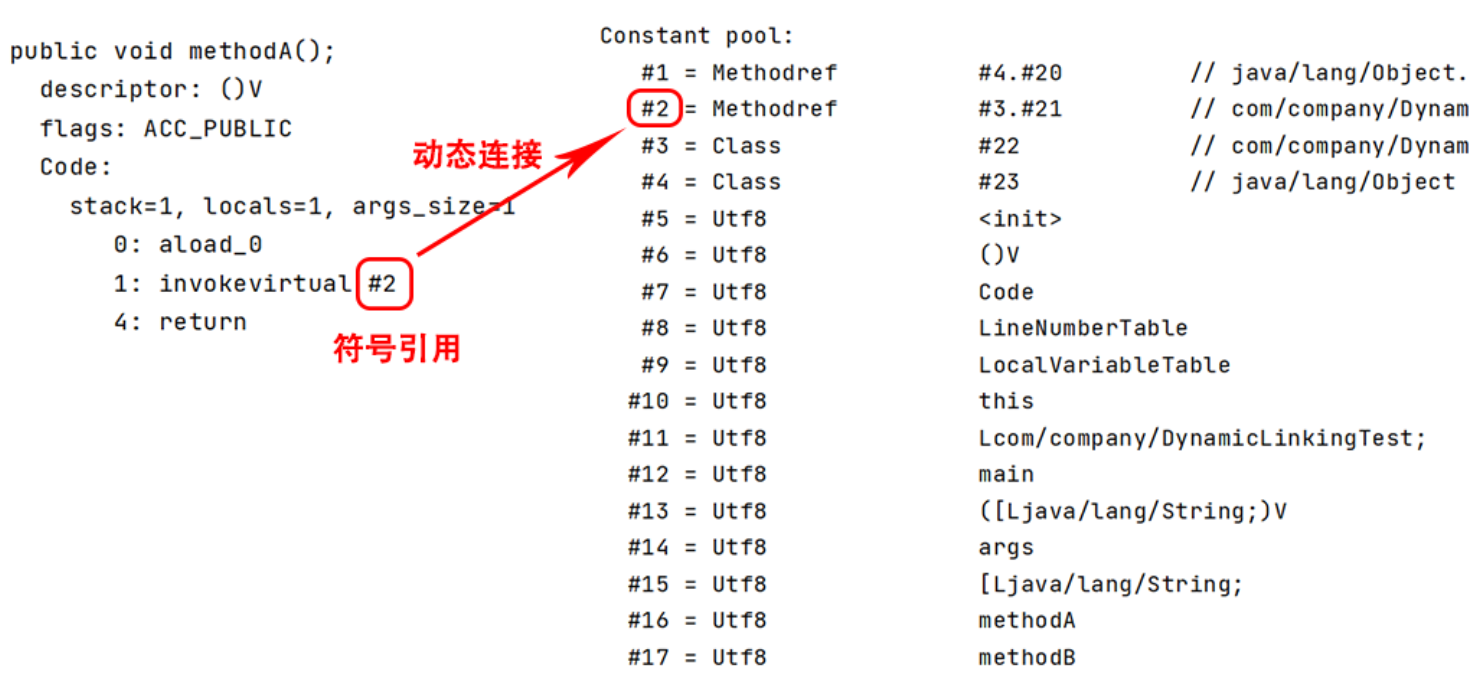 public void methodA();
descriptor: ()V
flags: ACC_PUBLIC
Code:
stack=1, locals=1, args_size=1
0: aload_0
1: invokevirtual #2
4: return
动态连接
符号引用
Constant pool:
#1 = Methodref #4.#20 // java/lang/Object.
#2 = Methodref #3.#21 // com/company/Dynam
#3 = Class #22 // com/company/Dynam
#4 = Class #23 // java/lang/Object
#5 = Utf8 <init>
#6 = Utf8 ()V
#7 = Utf8 Code
#8 = Utf8 LineNumberTable
#9 = Utf8 LocalVariableTable
#10 = Utf8 this
#11 = Utf8 Lcom/company/DynamicLinkingTest;
#12 = Utf8 main
#13 = Utf8 ([Ljava/lang/String;)V
#14 = Utf8 args
#15 = Utf8 [Ljava/lang/String;
#16 = Utf8 methodA
#17 = Utf8 methodB